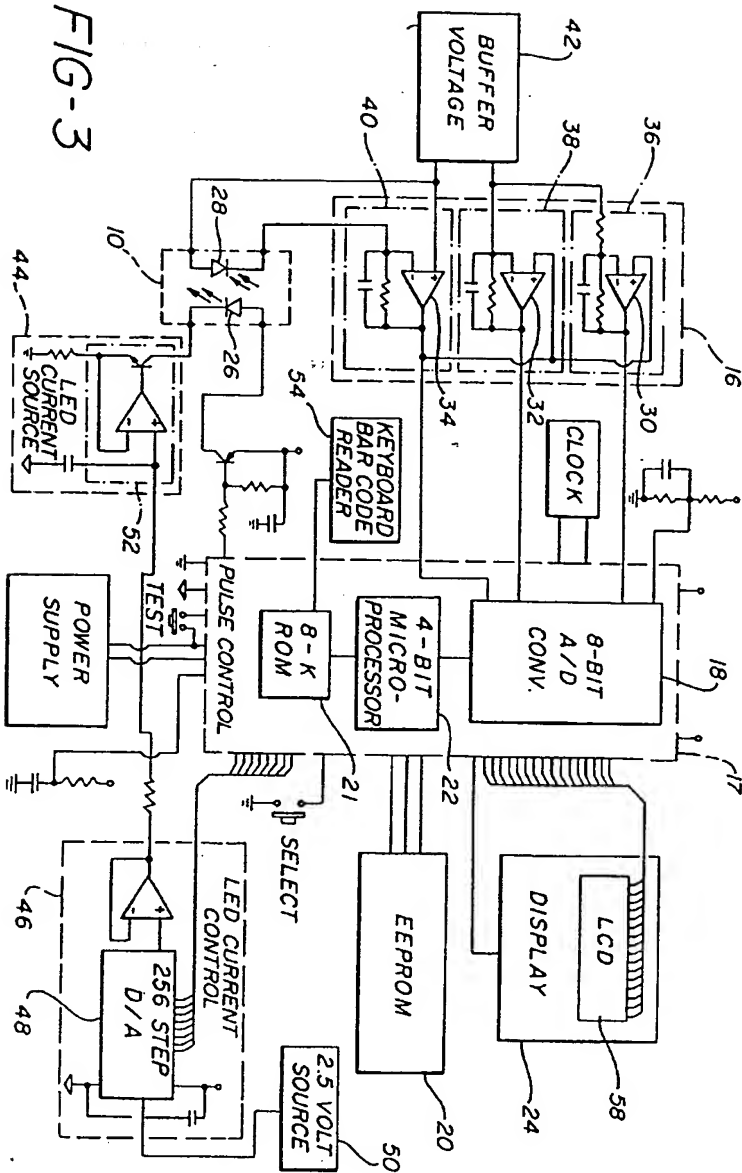 FIG-3
42
BUFFER
VOLTAGE
40
38
36
16
+
-
30
+
-
32
+
-
34
28
10
26
44
LED
CURRENT
SOURCE
+
-
52
CLOCK
54
KEYBOARD
BAR CODE
READER
PULSE CONTROL
8-K
ROM
21
4-BIT
MICRO-
PROCESSOR
22
8-BIT
A/D
CONV.
18
17
TEST
POWER
SUPPLY
SELECT
EEPROM
20
DISPLAY
LCD
58
24
46
LED CURRENT
CONTROL
+
-
256 STEP
D/A
48
2.5 VOLT
SOURCE
50